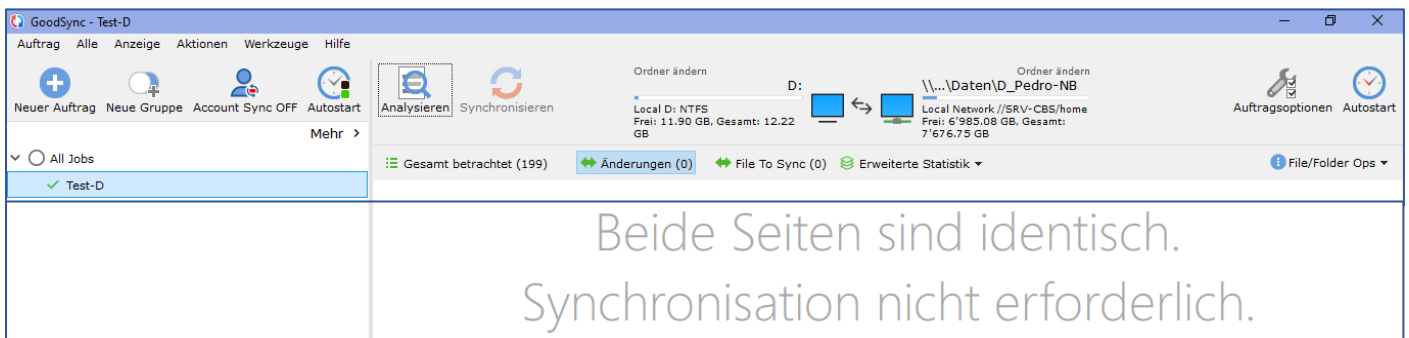 GoodSync - Test-D
Auftrag Alle Anzeige Aktionen Werkzeuge Hilfe
Neuer Auftrag Neue Gruppe Account Sync OFF Autostart
Mehr >
All Jobs
Test-D
Analysieren Synchronisieren
Ordner ändern
D:
Local D: NTFS
Frei: 11.90 GB, Gesamt: 12.22
GB
Ordner ändern
\\...\Daten\D_Pedro-NB
Local Network //SRV-CBS/home
Frei: 6'985.08 GB, Gesamt:
7'676.75 GB
Auftragsoptionen Autostart
Gesamt betrachtet (199) Änderungen (0) File To Sync (0) Erweiterte Statistik File/Folder Ops
Beide Seiten sind identisch.
Synchronisation nicht erforderlich.